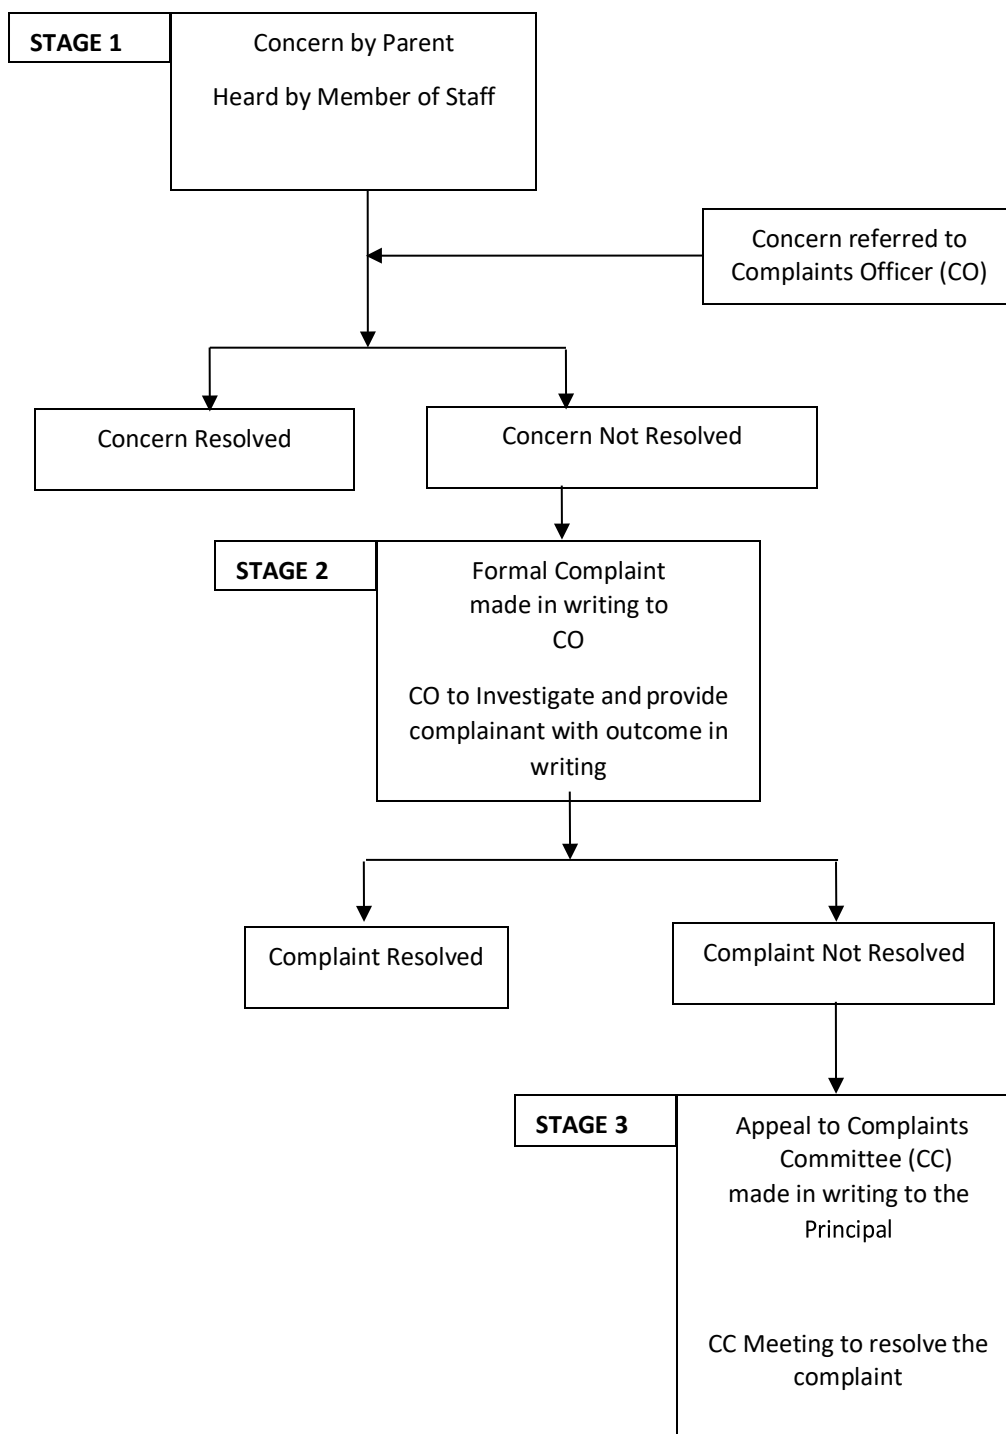 STAGE 1
Concern by Parent
Heard by Member of Staff
Concern referred to
Complaints Officer (CO)
Concern Resolved
Concern Not Resolved
STAGE 2
Formal Complaint
made in writing to
CO
CO to Investigate and provide
complainant with outcome in
writing
Complaint Resolved
Complaint Not Resolved
STAGE 3
Appeal to Complaints
Committee (CC)
made in writing to the
Principal
CC Meeting to resolve the
complaint